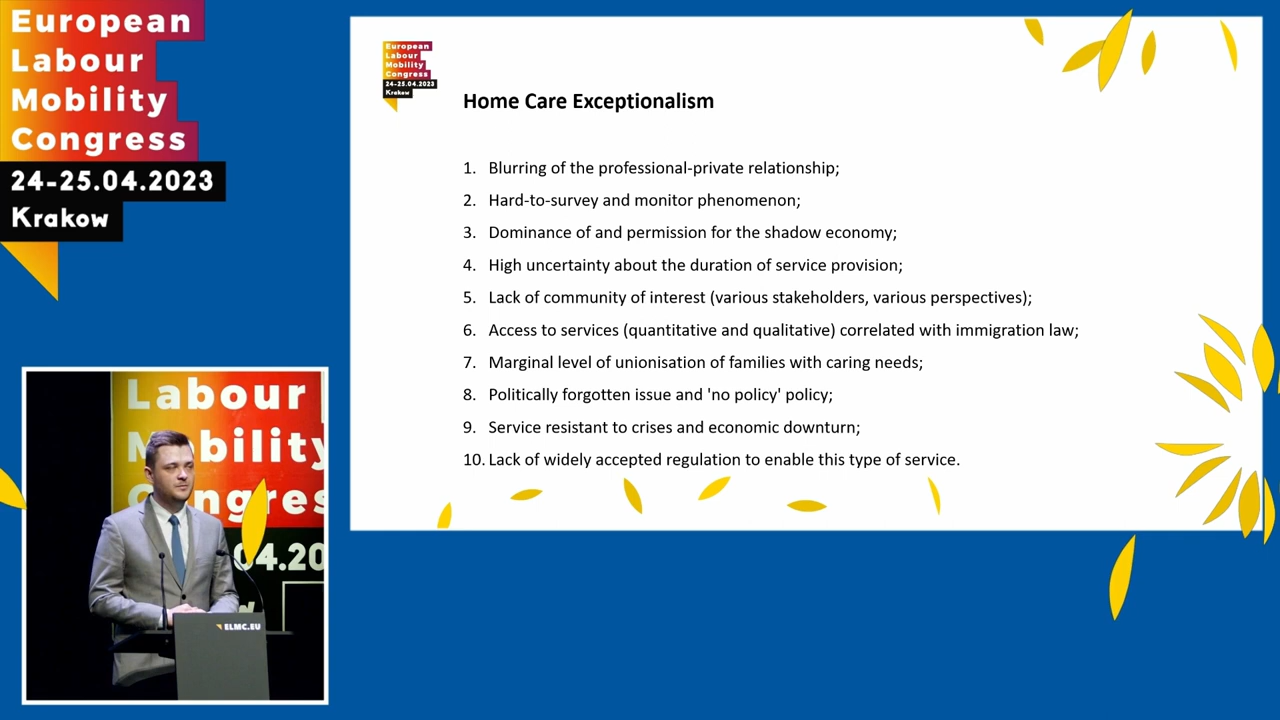 European
Labour
Mobility
Congress
24-25.04.2023
Krakow
European
Labour
Mobility
Congress
24-25.04.2023
Krakow
Home Care Exceptionalism
1. Blurring of the professional-private relationship;
2. Hard-to-survey and monitor phenomenon;
3. Dominance of and permission for the shadow economy;
4. High uncertainty about the duration of service provision;
5. Lack of community of interest (various stakeholders, various perspectives);
6. Access to services (quantitative and qualitative) correlated with immigration law;
7. Marginal level of unionisation of families with caring needs;
8. Politically forgotten issue and 'no policy' policy;
9. Service resistant to crises and economic downturn;
10. Lack of widely accepted regulation to enable this type of service.
Labour
Mobility
Congres
04.20
w
ELMC.EU